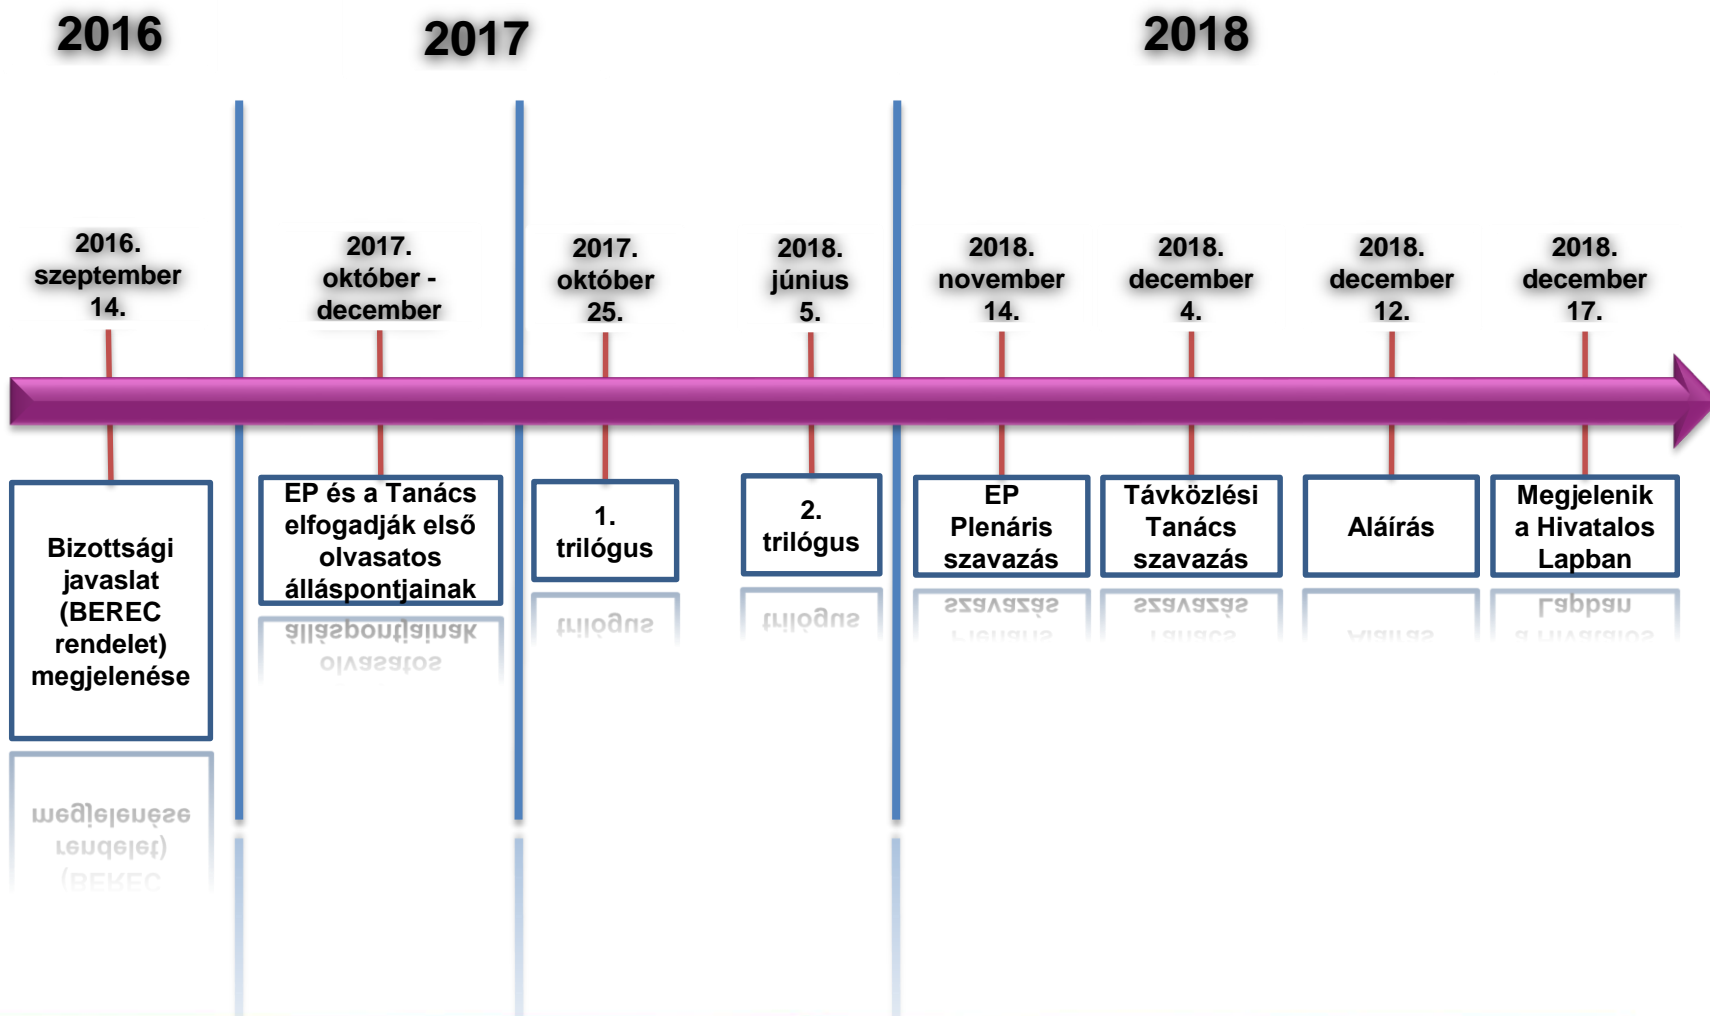 2016
2017
2018
2016.
szeptember
14.
2017.
október -
december
2017.
október
25.
2018.
június
5.
2018.
november
14.
2018.
december
4.
2018.
december
12.
2018.
december
17.
Bizottsági
javaslat
(BEREC
rendelet)
megjelenése
EP és a Tanács
elfogadják első
olvasatos
álláspontjainak
1.
trilógus
2.
trilógus
EP
Plenáris
szavazás
Távközlési
Tanács
szavazás
Aláírás
Megjelenik
a Hivatalos
Lapban